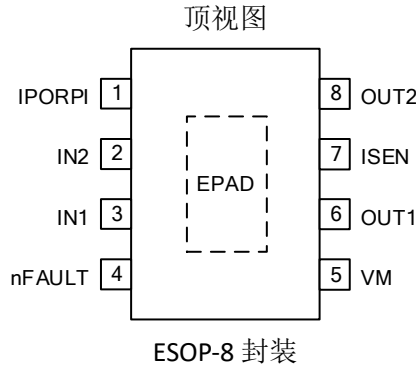 顶视图
IPORPI 1 8 OUT2
IN2 2 7 ISEN
EPAD
IN1 3 6 OUT1
nFAULT 4 5 VM
ESOP-8 封装